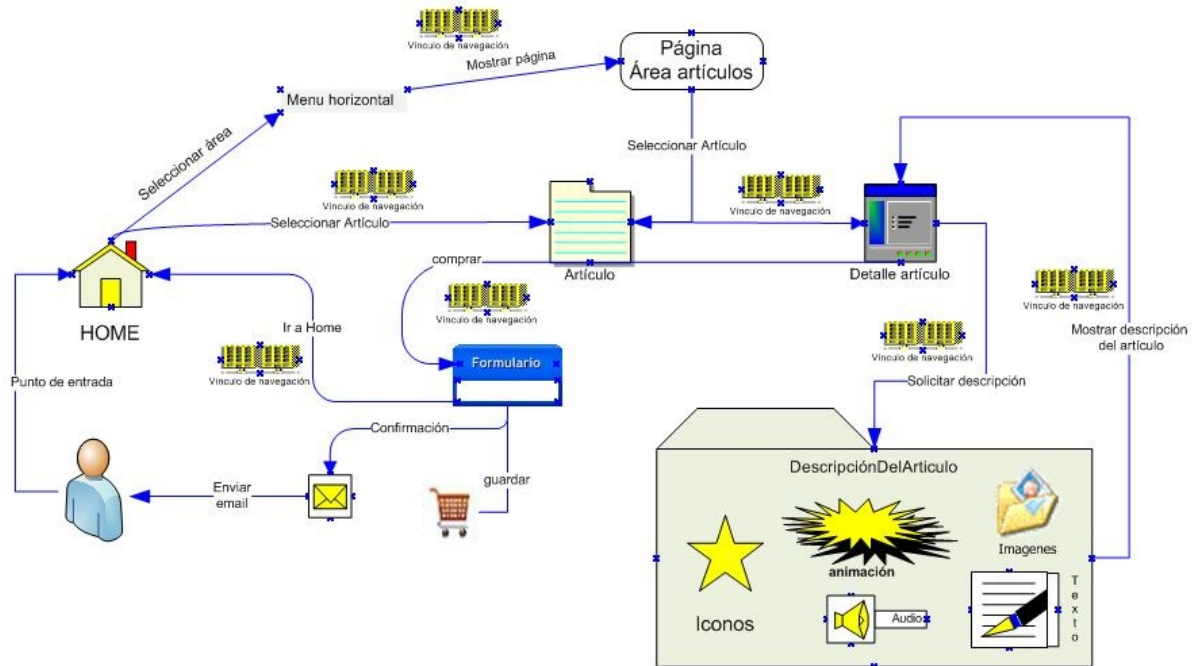 Vínculo de navegación
Mostrar página
Página
Área artículos
Menu horizontal
Seleccionar área
Seleccionar Artículo
Vínculo de navegación
Vínculo de navegación
Seleccionar Artículo
Artículo
Detalle artículo
comprar
Vínculo de navegación
Vínculo de navegación
HOME
Ir a Home
Mostrar descripción
del artículo
Vínculo de navegación
Vínculo de navegación
Formulario
Punto de entrada
Solicitar descripción
Confirmación
guardar
Enviar
email
DescripciónDelArticulo
Imagenes
animación
Iconos
Audio
Texto